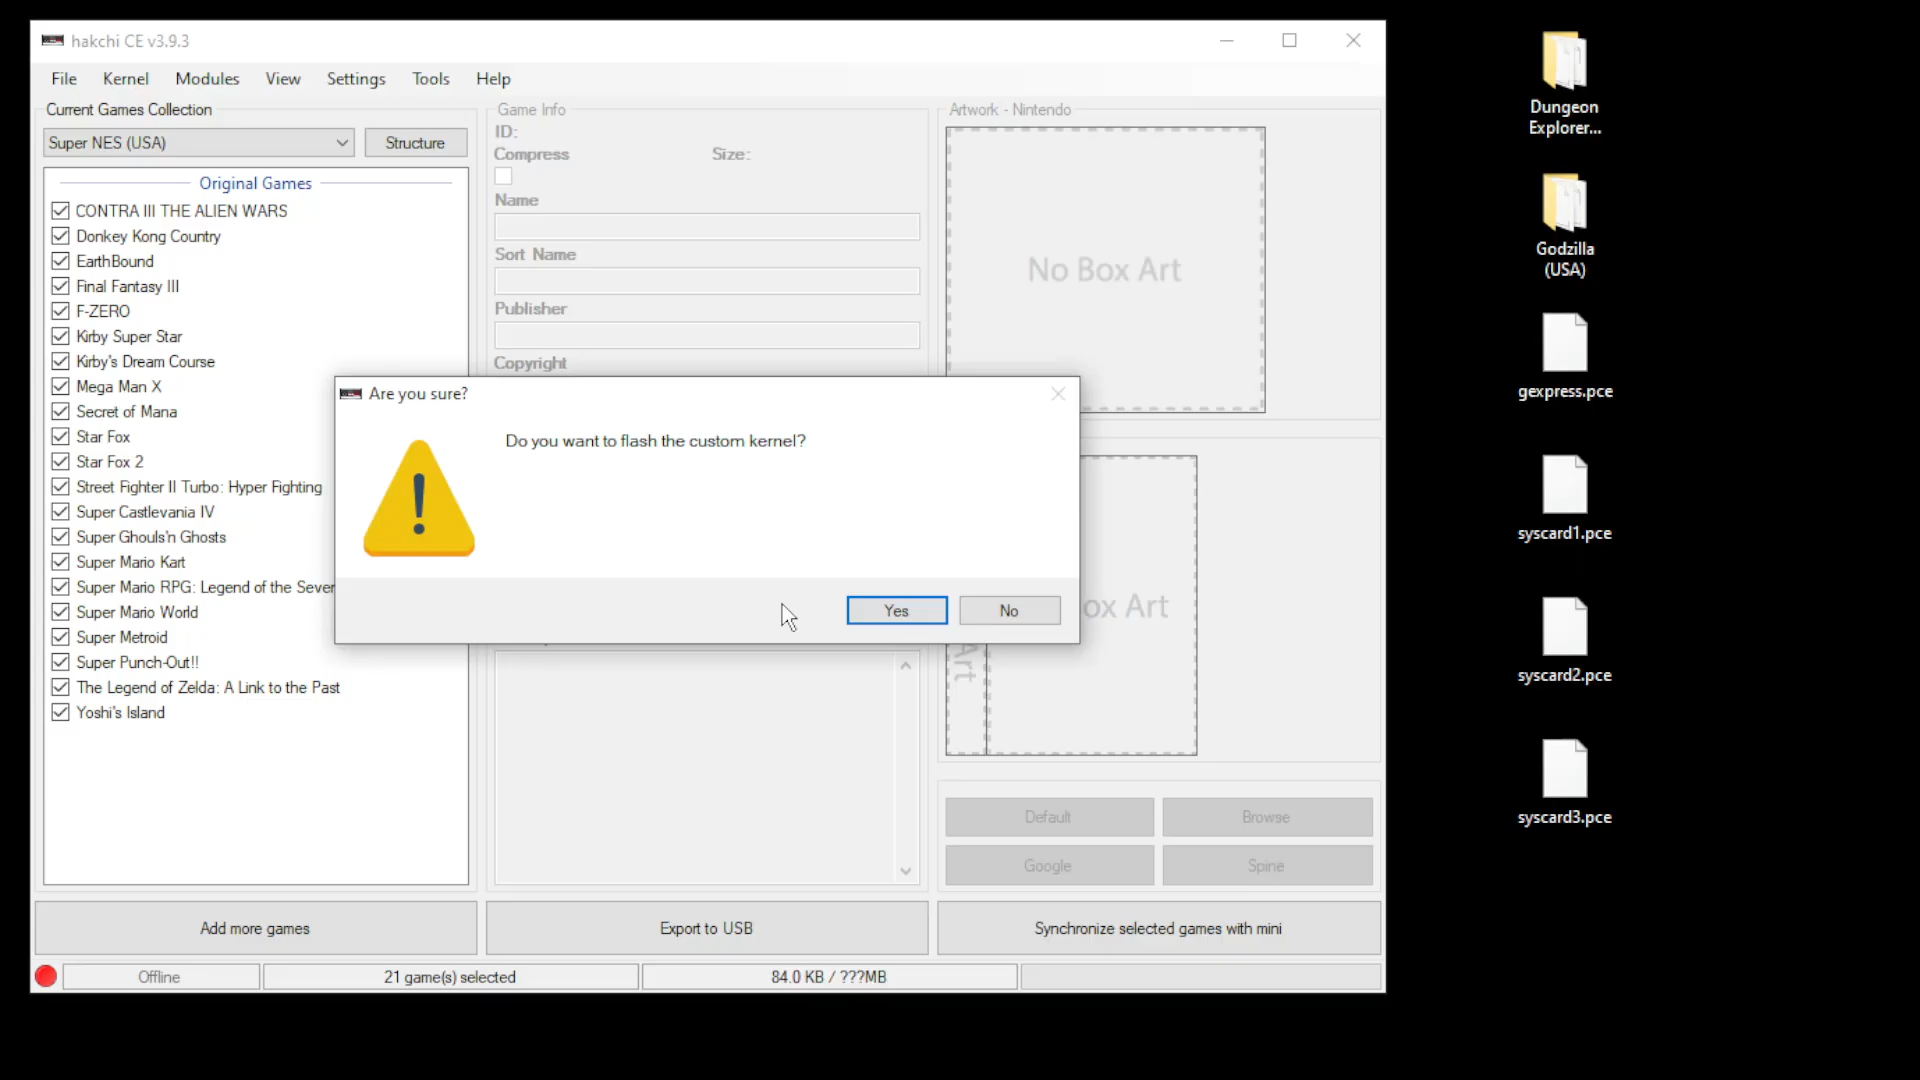 hakchi CE v3.9.3
File Kernel Modules View Settings Tools Help
Current Games Collection
Super NES (USA)
Structure
Original Games
CONTRA III THE ALIEN WARS
Donkey Kong Country
EarthBound
Final Fantasy III
F-ZERO
Kirby Super Star
Kirby's Dream Course
Mega Man X
Secret of Mana
Star Fox
Star Fox 2
Street Fighter II Turbo: Hyper Fighting
Super Castlevania IV
Super Ghouls'n Ghosts
Super Mario Kart
Super Mario RPG: Legend of the Sever
Super Mario World
Super Metroid
Super Punch-Out!!
The Legend of Zelda: A Link to the Past
Yoshi's Island
Game Info
ID:
Compress
Size:
Name
Sort Name
Publisher
Copyright
Artwork - Nintendo
No Box Art
Are you sure?
Do you want to flash the custom kernel?
Yes
No
ox Art
Art
Default
Browse
Google
Spine
Add more games
Export to USB
Synchronize selected games with mini
Offline
21 game(s) selected
84.0 KB / ???MB
Dungeon
Explorer...
Godzilla
(USA)
gexpress.pce
syscard1.pce
syscard2.pce
syscard3.pce